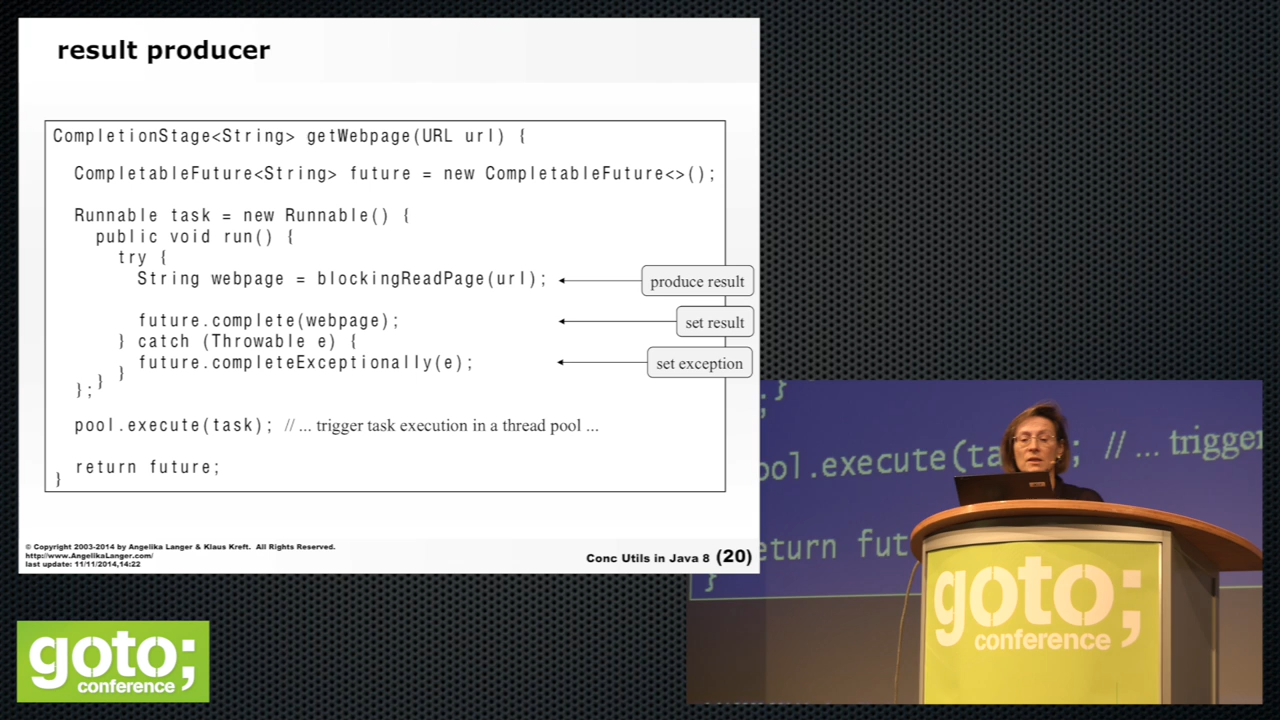 result producer
CompletionStage<String> getWebpage(URL url) {
CompletableFuture<String> future = new CompletableFuture<>();
Runnable task = new Runnable() {
public void run() {
try {
String webpage = blockingReadPage(url);
produce result
future.complete(webpage);
set result
} catch (Throwable e) {
future.completeExceptionally(e);
set exception
}
}
};
pool.execute(task); // ... trigger task execution in a thread pool ...
return future;
}
© Copyright 2003-2014 by Angelika Langer & Klaus Kreft. All Rights Reserved.
http://www.AngelikaLanger.com/
last update: 11/11/2014,14:22
Conc Utils in Java 8 (20)
}
;
pool.execute(ta ; // ... trigger
eturn fut
}
goto;
conference
goto;
conference